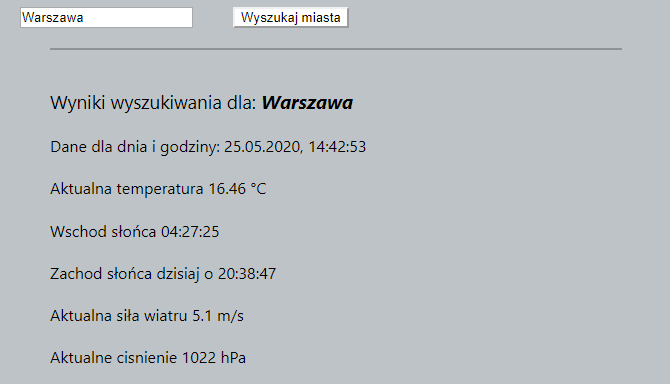 Warszawa Wyszukaj miasta
Wyniki wyszukiwania dla: Warszawa
Dane dla dnia i godziny: 25.05.2020, 14:42:53
Aktualna temperatura 16.46 °C
Wschod słońca 04:27:25
Zachod słońca dzisiaj o 20:38:47
Aktualna siła wiatru 5.1 m/s
Aktualne cisnienie 1022 hPa